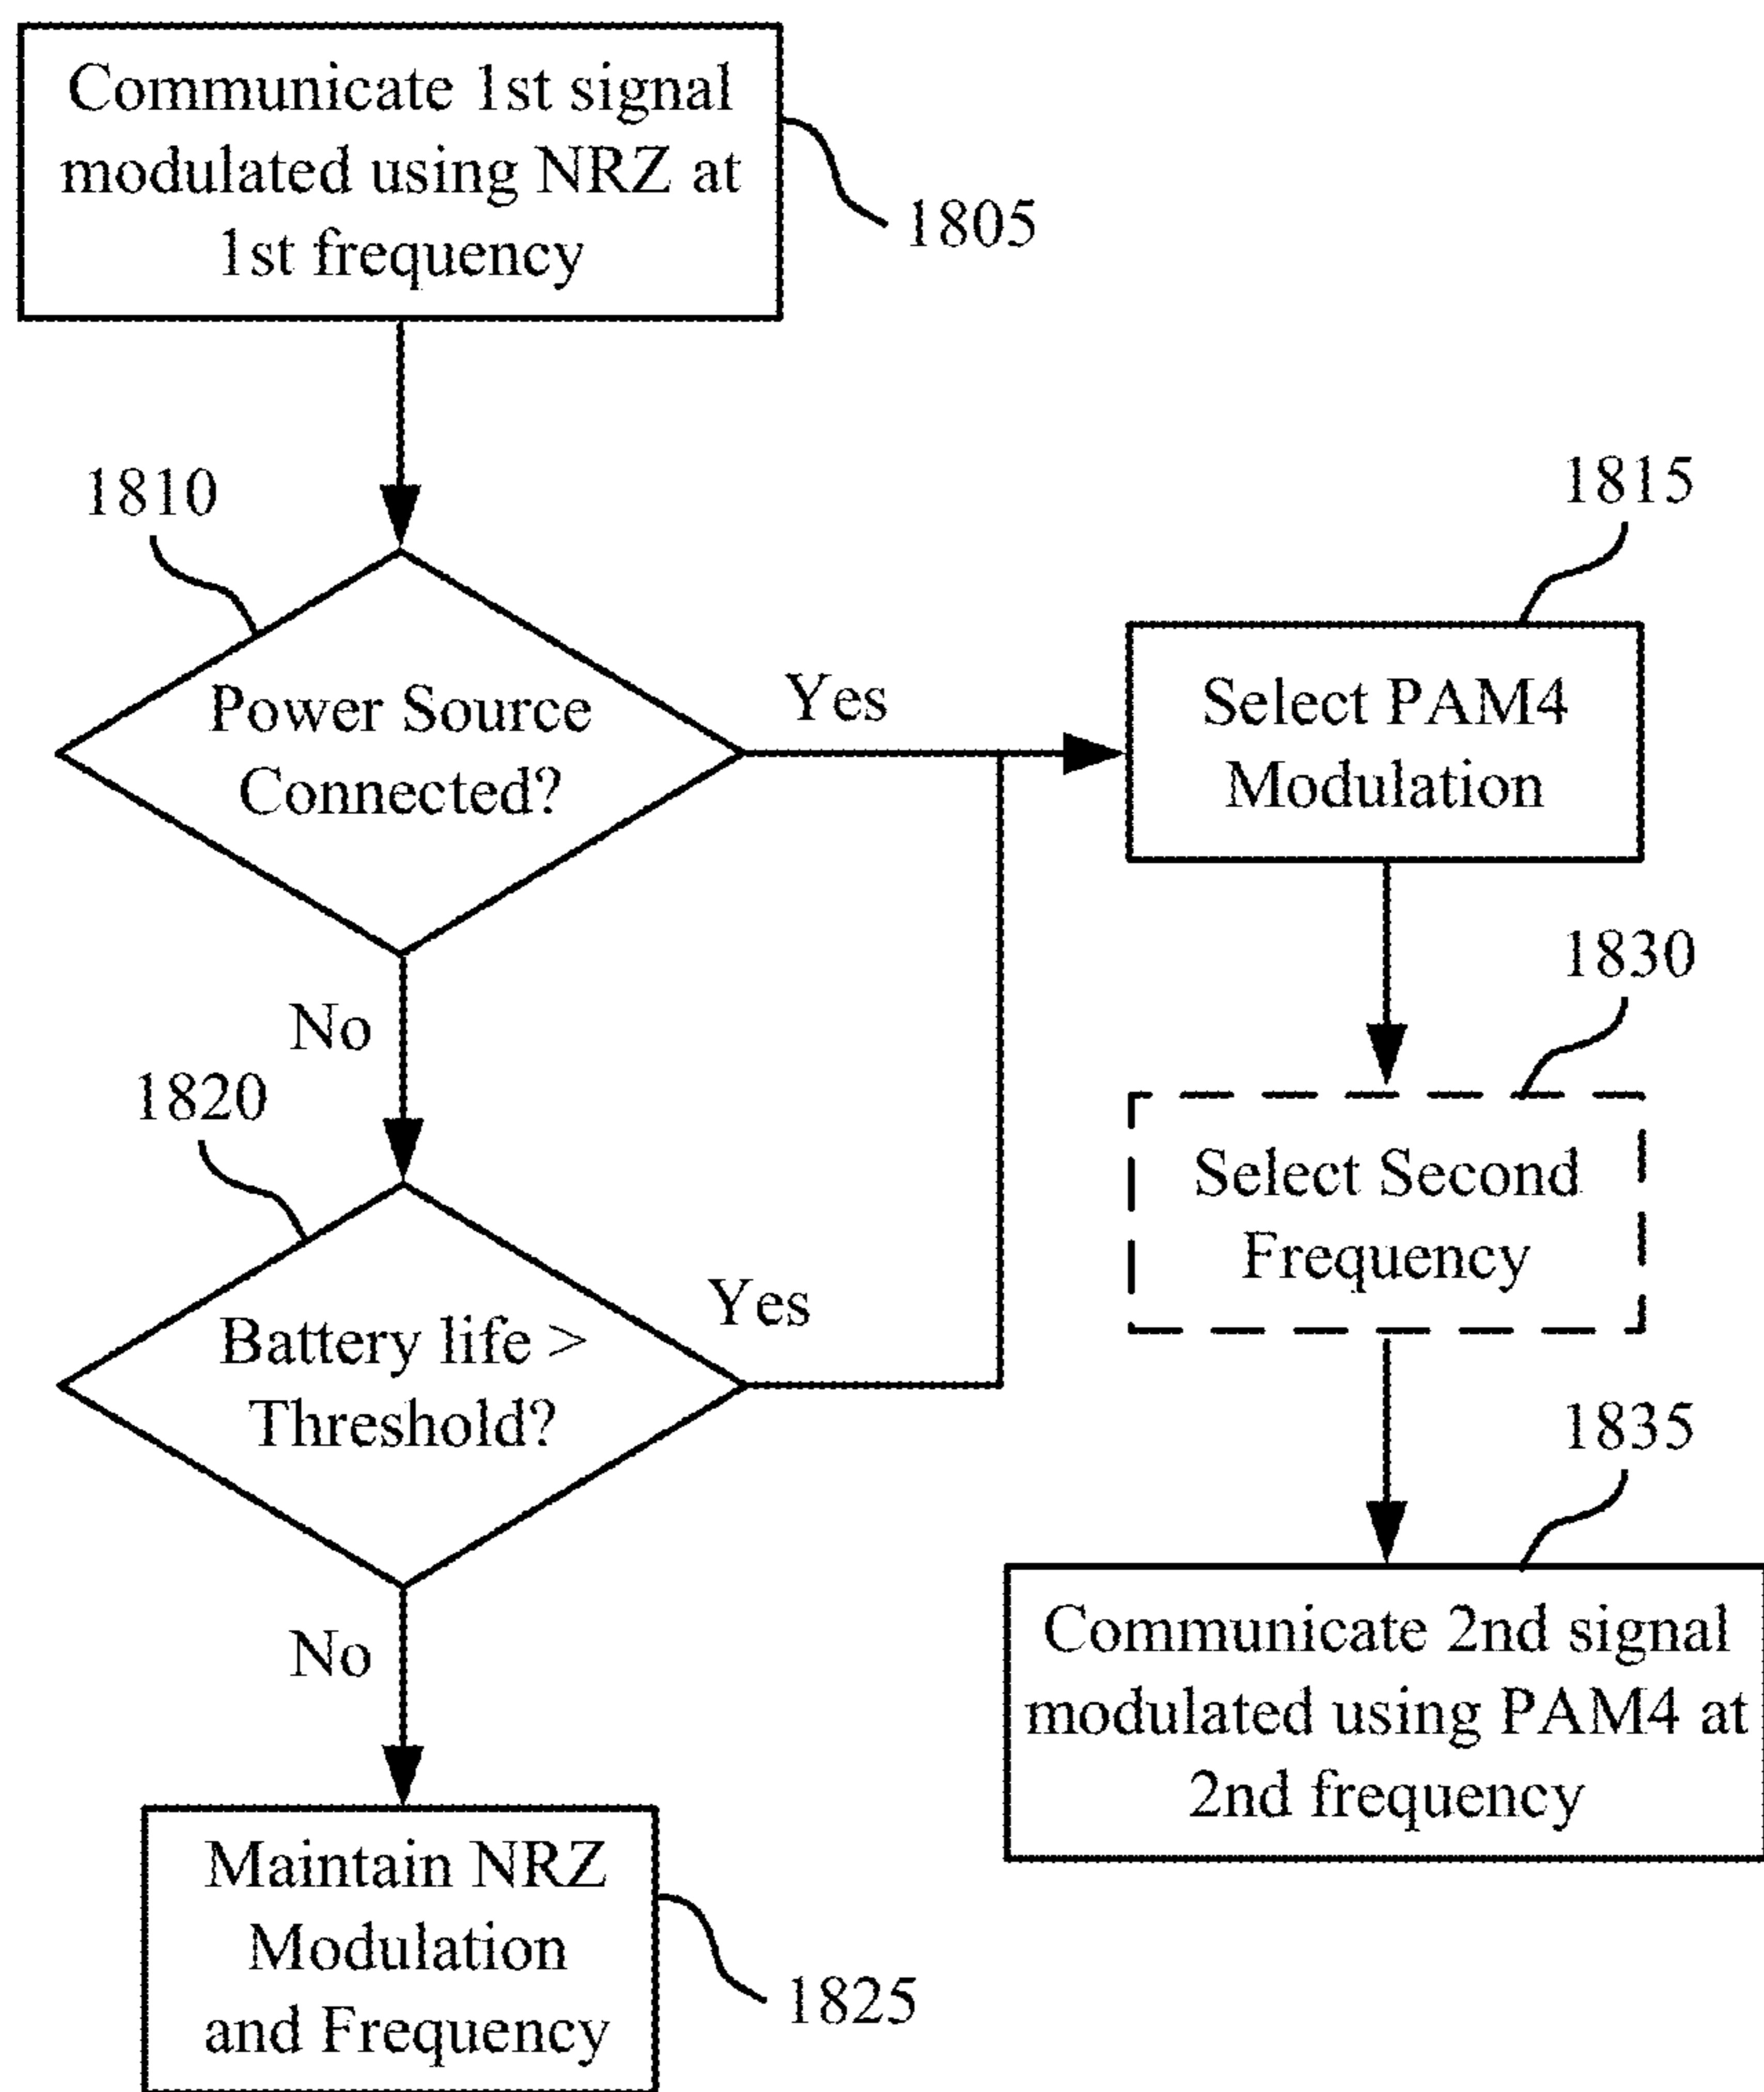 Communicate 1st signal
modulated using NRZ at
1st frequency
1805
1810
Power Source
Connected?
Yes
No
1815
Select PAM4
Modulation
1820
Battery life >
Threshold?
Yes
No
1830
Select Second
Frequency
1835
Communicate 2nd signal
modulated using PAM4 at
2nd frequency
Maintain NRZ
Modulation
and Frequency
1825